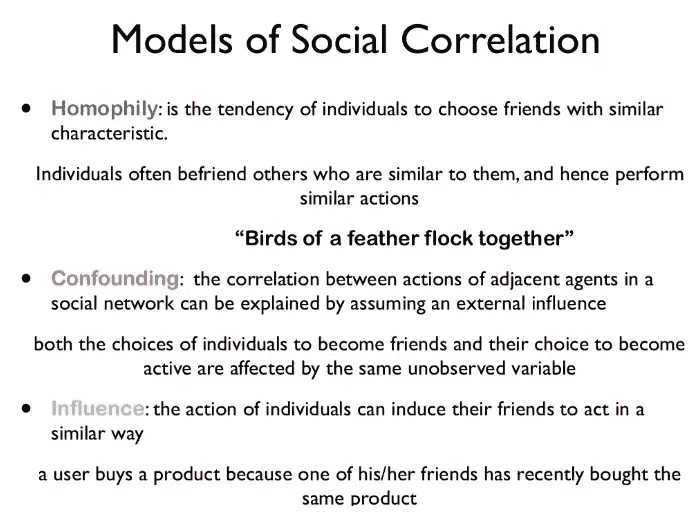 Models of Social Correlation
• Homophily: is the tendency of individuals to choose friends with similar
characteristic.
Individuals often befriend others who are similar to them, and hence perform
similar actions
“Birds of a feather flock together”
• Confounding: the correlation between actions of adjacent agents in a
social network can be explained by assuming an external influence
both the choices of individuals to become friends and their choice to become
active are affected by the same unobserved variable
• Influence: the action of individuals can induce their friends to act in a
similar way
a user buys a product because one of his/her friends has recently bought the
same product